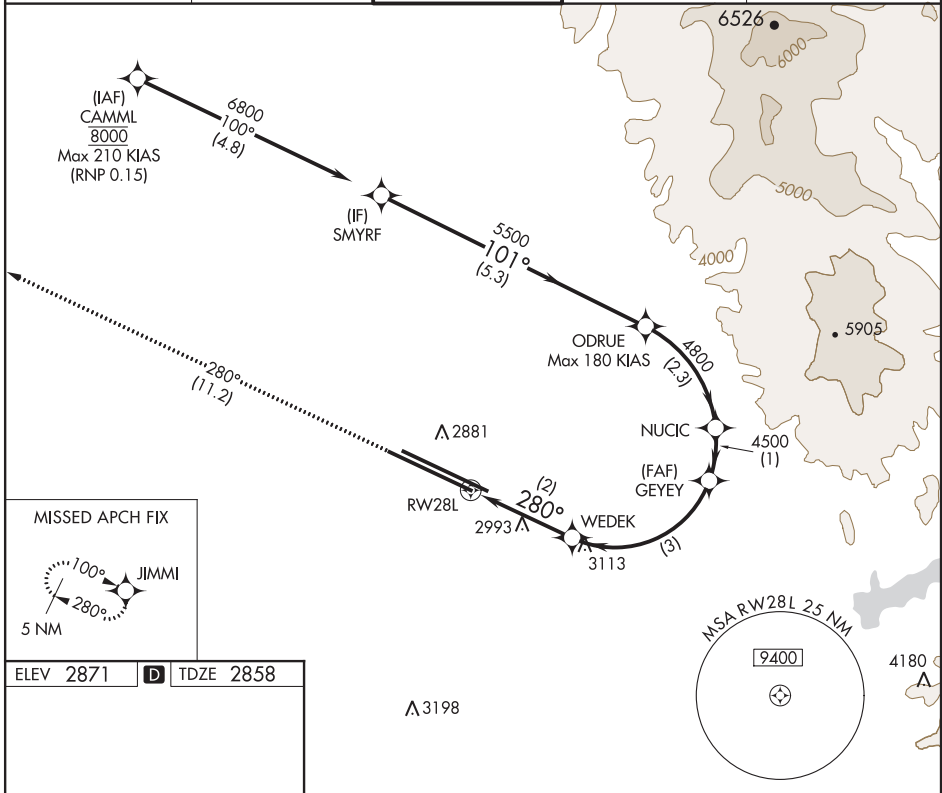 6526
6000
(IAF)
CAMML
8000
Max 210 KIAS
(RNP 0.15)
6800
100°
(4.8)
(IF)
SMYRF
5500
101°
(5.3)
5000
4000
5905
ODRUE
Max 180 KIAS
4800
(2.3)
280°
(11.2)
2881
NUCIC
4500
(1)
(FAF)
GEYEY
RW28L
(2)
280°
2993
WEDEK
3113
(3)
MISSED APCH FIX
100°
JIMMI
280°
5 NM
MSA RW28L 25 NM
9400
4180
ELEV 2871 D TDZE 2858
3198